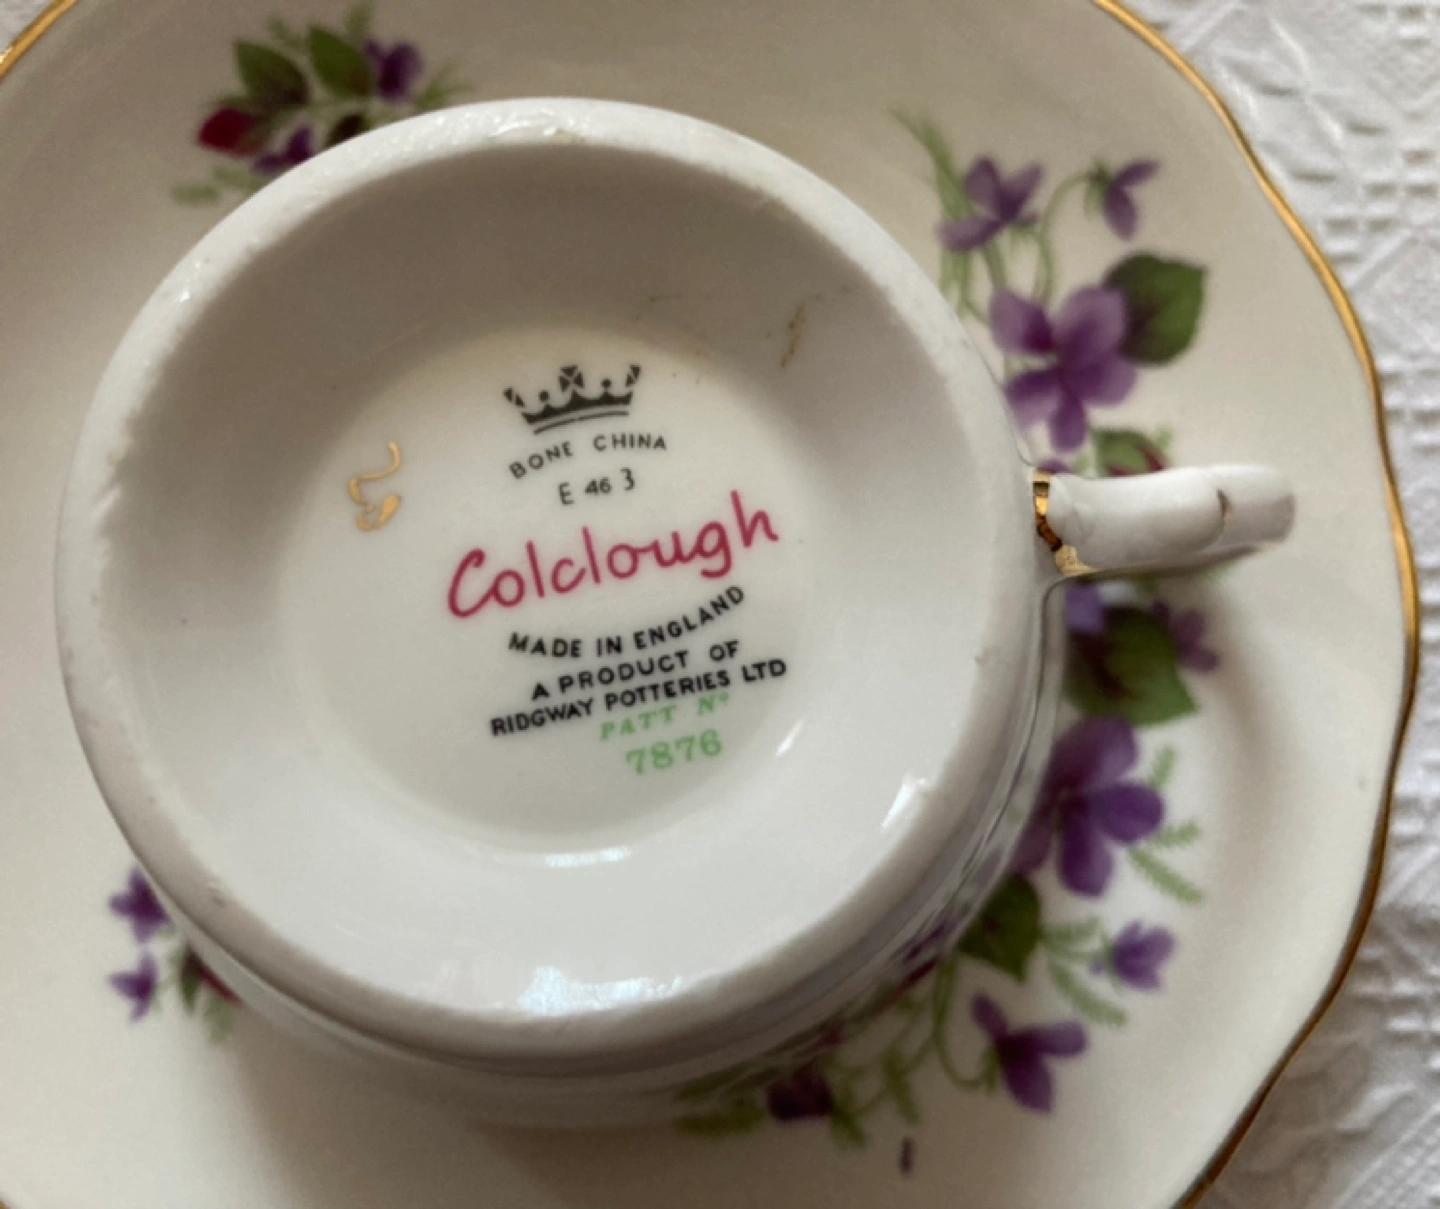 BONE CHINA
E 46 3
Colclough
MADE IN ENGLAND
A PRODUCT OF
RIDGWAY POTTERIES LTD
PATT Nº
7876